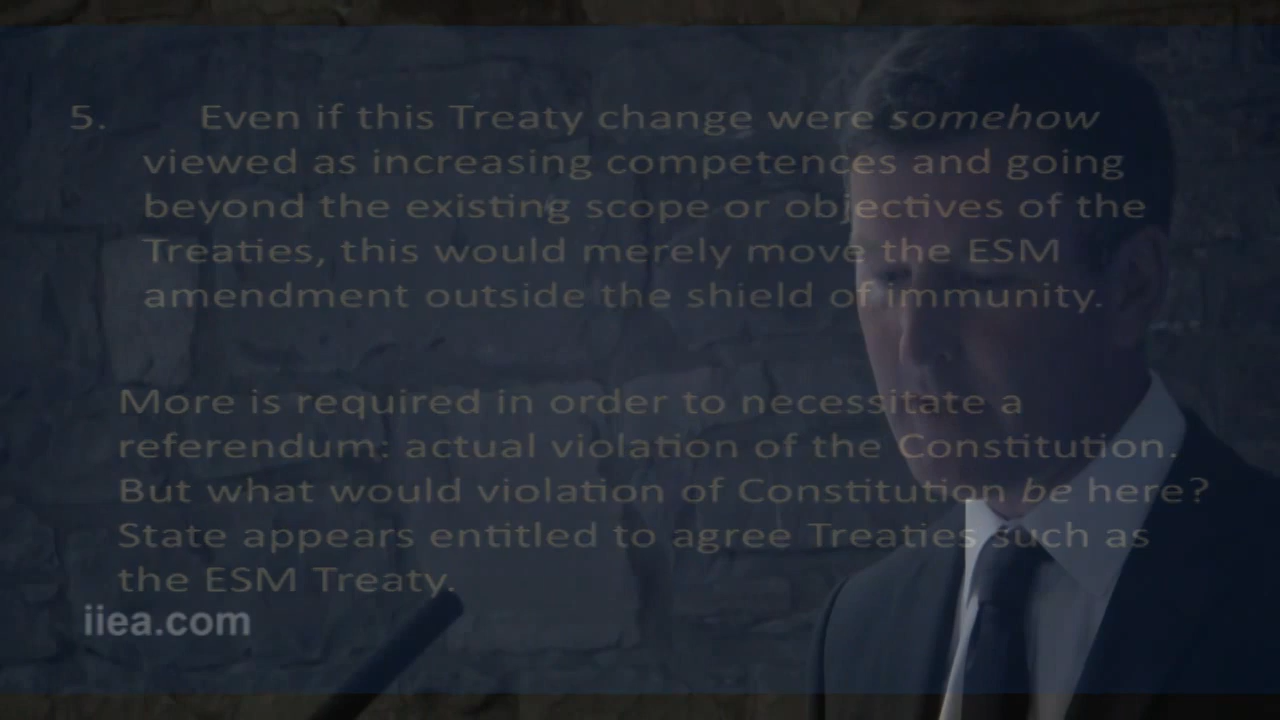 5. Even if this Treaty change were somehow
viewed as increasing competences and going
beyond the existing scope or objectives of the
Treaties, this would merely move the ESM
amendment outside the shield of immunity.
More is required in order to necessitate a
referendum: actual violation of the Constitution.
But what would violation of Constitution be here?
State appears entitled to agree Treaties such as
the ESM Treaty.
iiea.com